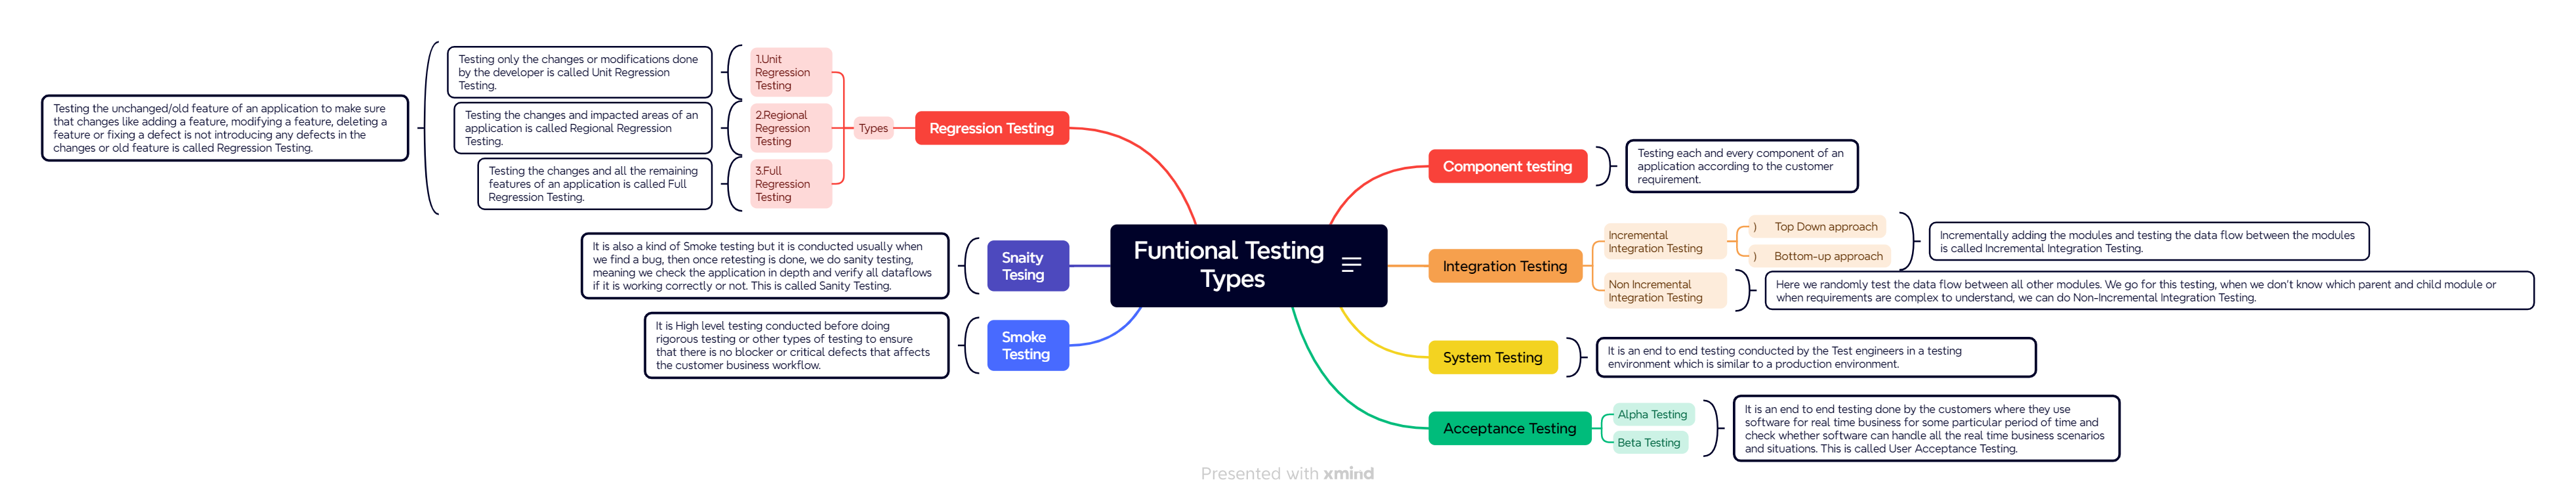 Funtional Testing
Types
Component testing
Testing each and every component of an
application according to the customer
requirement.
Integration Testing
Incremental
Integration Testing
) Top Down approach
) Bottom-up approach
Incrementally adding the modules and testing the data flow between the modules
is called Incremental Integration Testing.
Non Incremental
Integration Testing
Here we randomly test the data flow between all other modules. We go for this testing, when we don't know which parent and child module or
when requirements are complex to understand, we can do Non-Incremental Integration Testing.
System Testing
It is an end to end testing conducted by the Test engineers in a testing
environment which is similar to a production environment.
Acceptance Testing
Alpha Testing
Beta Testing
It is an end to end testing done by the customers where they use
software for real time business for some particular period of time and
check whether software can handle all the real time business scenarios
and situations. This is called User Acceptance Testing.
Regression Testing
Types
1.Unit
Regression
Testing
Testing only the changes or modifications done
by the developer is called Unit Regression
Testing.
2.Regional
Regression
Testing
Testing the changes and impacted areas of an
application is called Regional Regression
Testing.
3.Full
Regression
Testing
Testing the changes and all the remaining
features of an application is called Full
Regression Testing.
Testing the unchanged/old feature of an application to make sure
that changes like adding a feature, modifying a feature, deleting a
feature or fixing a defect is not introducing any defects in the
changes or old feature is called Regression Testing.
Snaity
Tesing
It is also a kind of Smoke testing but it is conducted usually when
we find a bug, then once retesting is done, we do sanity testing,
meaning we check the application in depth and verify all dataflows
if it is working correctly or not. This is called Sanity Testing.
Smoke
Testing
It is High level testing conducted before doing
rigorous testing or other types of testing to ensure
that there is no blocker or critical defects that affects
the customer business workflow.
Presented with xmind